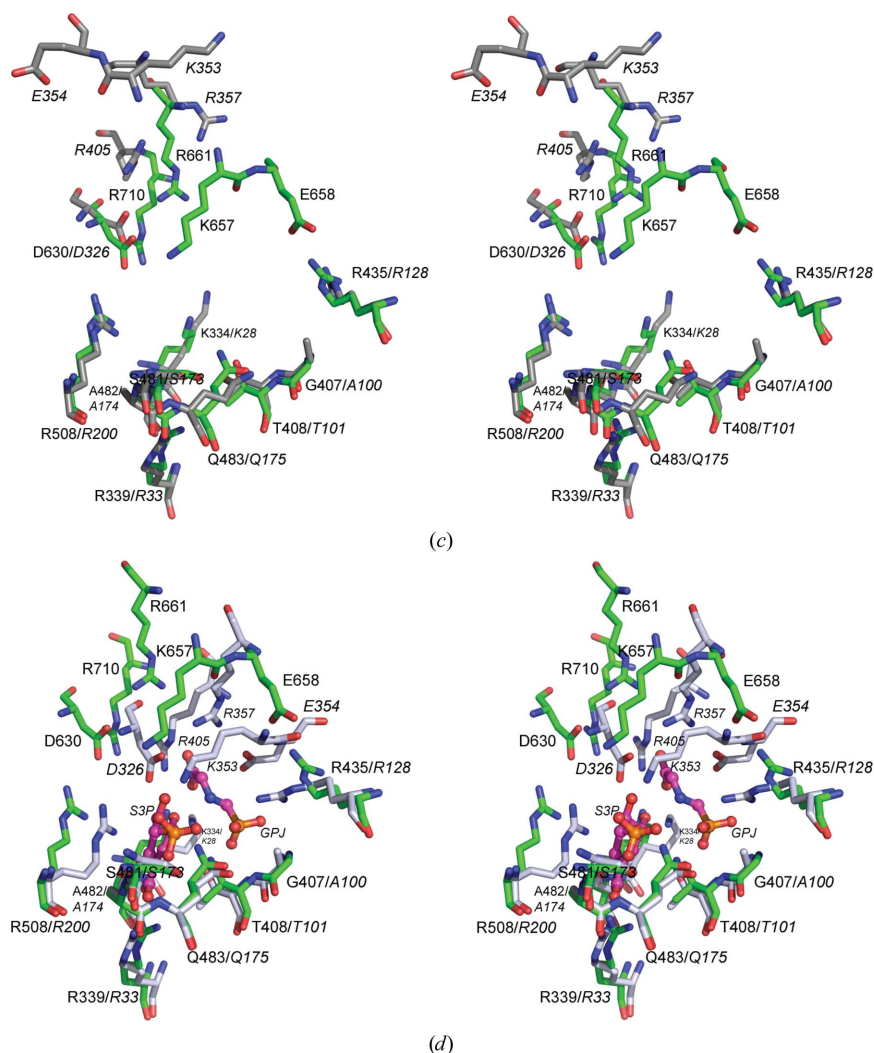 K353
E354
R357
R405
R661
R710
E658
K657
D630/D326
R435/R128
K334/K28
S481/S173
G407/A100
A482/
A174
T408/T101
R508/R200
Q483/Q175
R339/R33
K353
E354
R357
R405
R661
R710
E658
K657
D630/D326
R435/R128
K334/K28
S481/S173
G407/A100
A482/
A174
T408/T101
R508/R200
Q483/Q175
R339/R33
(c)
R661
K657
R710
E658
R357
E354
D630
R405
D326
K353
R435/R128
S3P
K334/
K28
GPJ
S481/S173
G407/A100
A482/
A174
T408/T101
R508/R200
Q483/Q175
R339/R33
R661
K657
R710
E658
R357
E354
D630
R405
D326
K353
R435/R128
S3P
K334/
K28
GPJ
S481/S173
G407/A100
A482/
A174
T408/T101
R508/R200
Q483/Q175
R339/R33
(d)